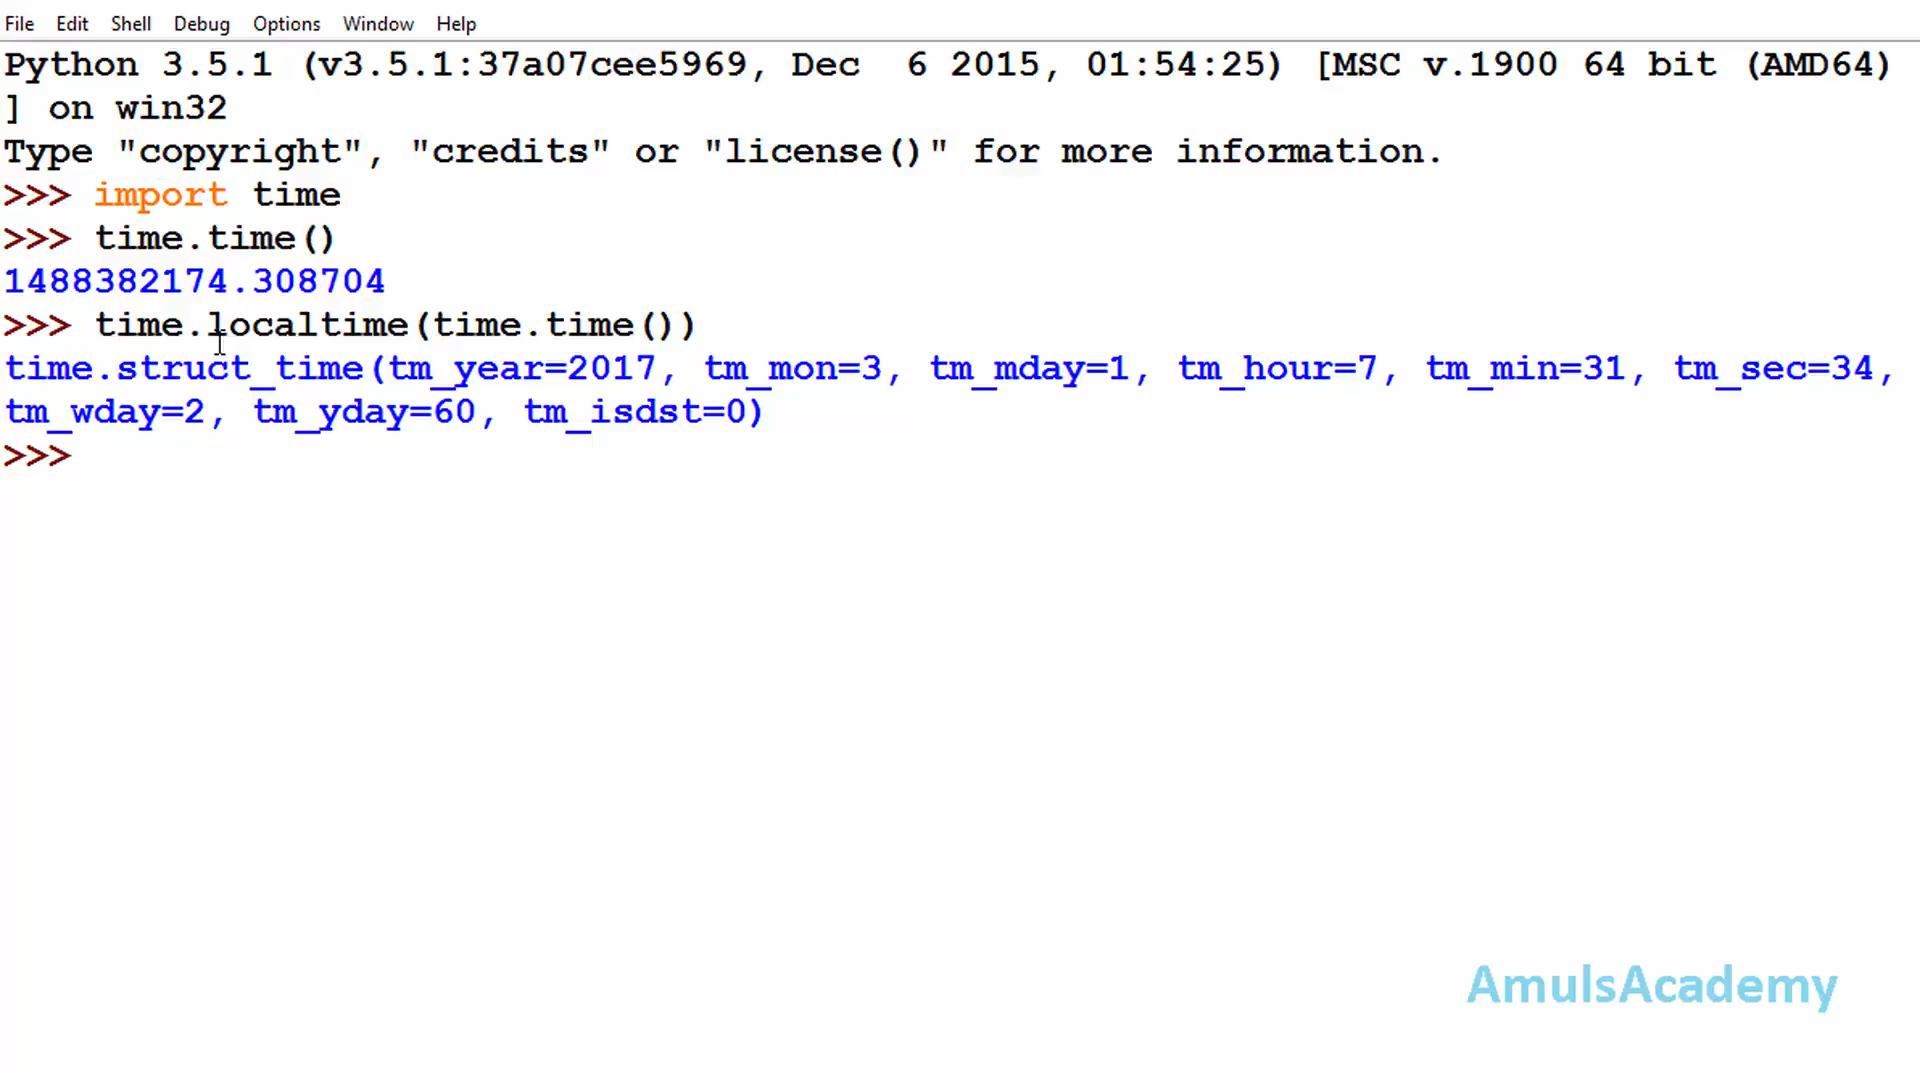 File Edit Shell Debug Options Window Help
Python 3.5.1 (v3.5.1:37a07cee5969, Dec  6 2015, 01:54:25) [MSC v.1900 64 bit (AMD64)
] on win32
Type "copyright", "credits" or "license()" for more information.
>>> import time
>>> time.time()
1488382174.308704
>>> time.localtime(time.time())
time.struct_time(tm_year=2017, tm_mon=3, tm_mday=1, tm_hour=7, tm_min=31, tm_sec=34,
tm_wday=2, tm_yday=60, tm_isdst=0)
>>>
AmulsAcademy